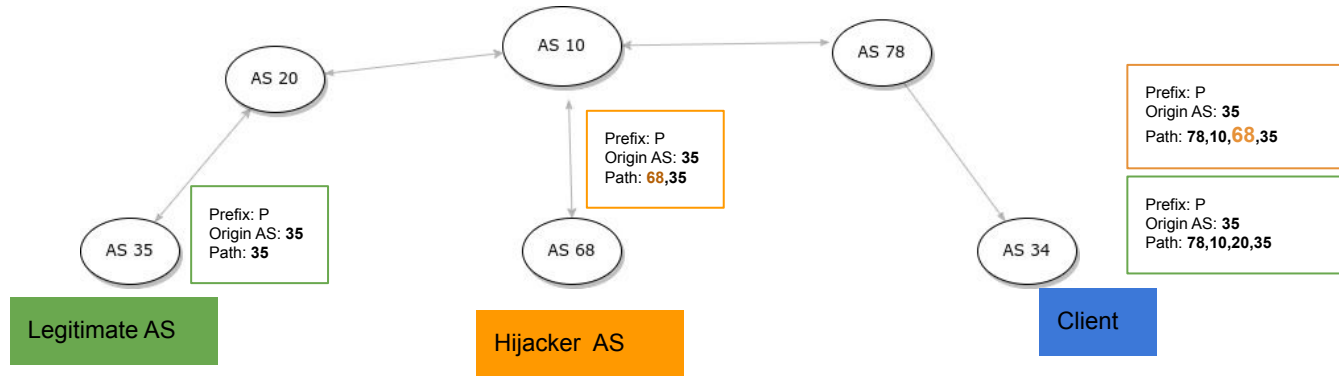 AS 10
AS 20
AS 78
Prefix: P
Origin AS: 35
Path: 78,10,68,35
Prefix: P
Origin AS: 35
Path: 68,35
Prefix: P
Origin AS: 35
Path: 35
Prefix: P
Origin AS: 35
Path: 78,10,20,35
AS 35
AS 68
AS 34
Legitimate AS
Hijacker AS
Client